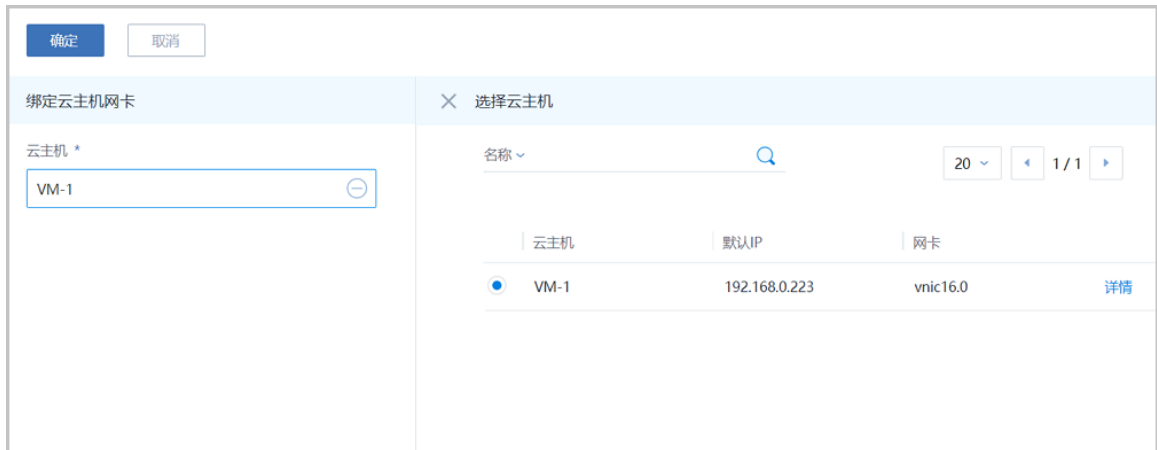 确定 取消
绑定云主机网卡
云主机 *
VM-1
选择云主机
名称
20 1 / 1
云主机 默认IP 网卡
VM-1 192.168.0.223 vnic16.0 详情